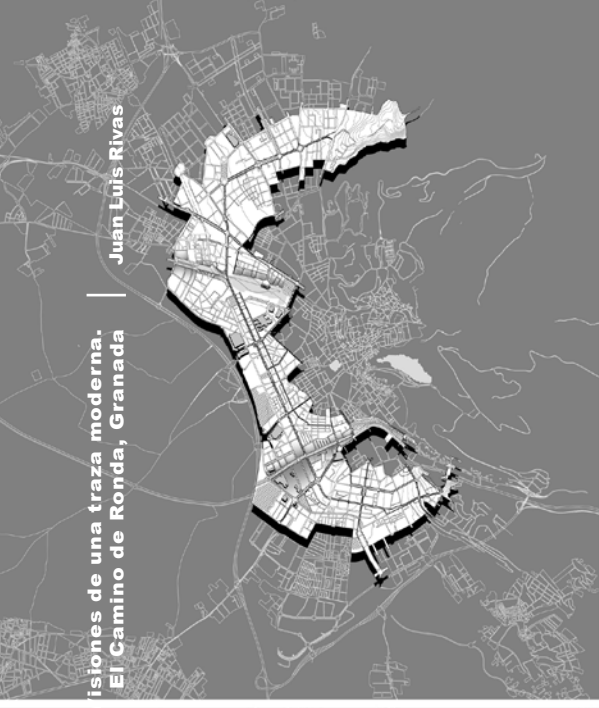 isiones de una traza moderna.
El Camino de Ronda, Granada
Juan Luis Rivas